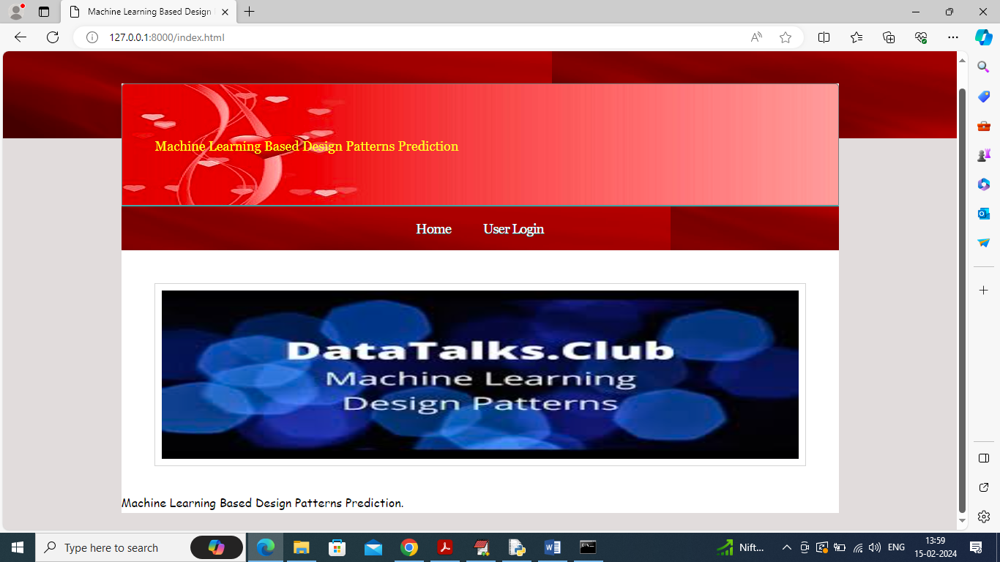 Machine Learning Based Design
127.0.0.1:8000/index.html
Machine Learning Based Design Patterns Prediction
Home
User Login
DataTalks.Club
Machine Learning
Design Patterns
Machine Learning Based Design Patterns Prediction.
Type here to search
Nift...
ENG
13:59
15-02-2024